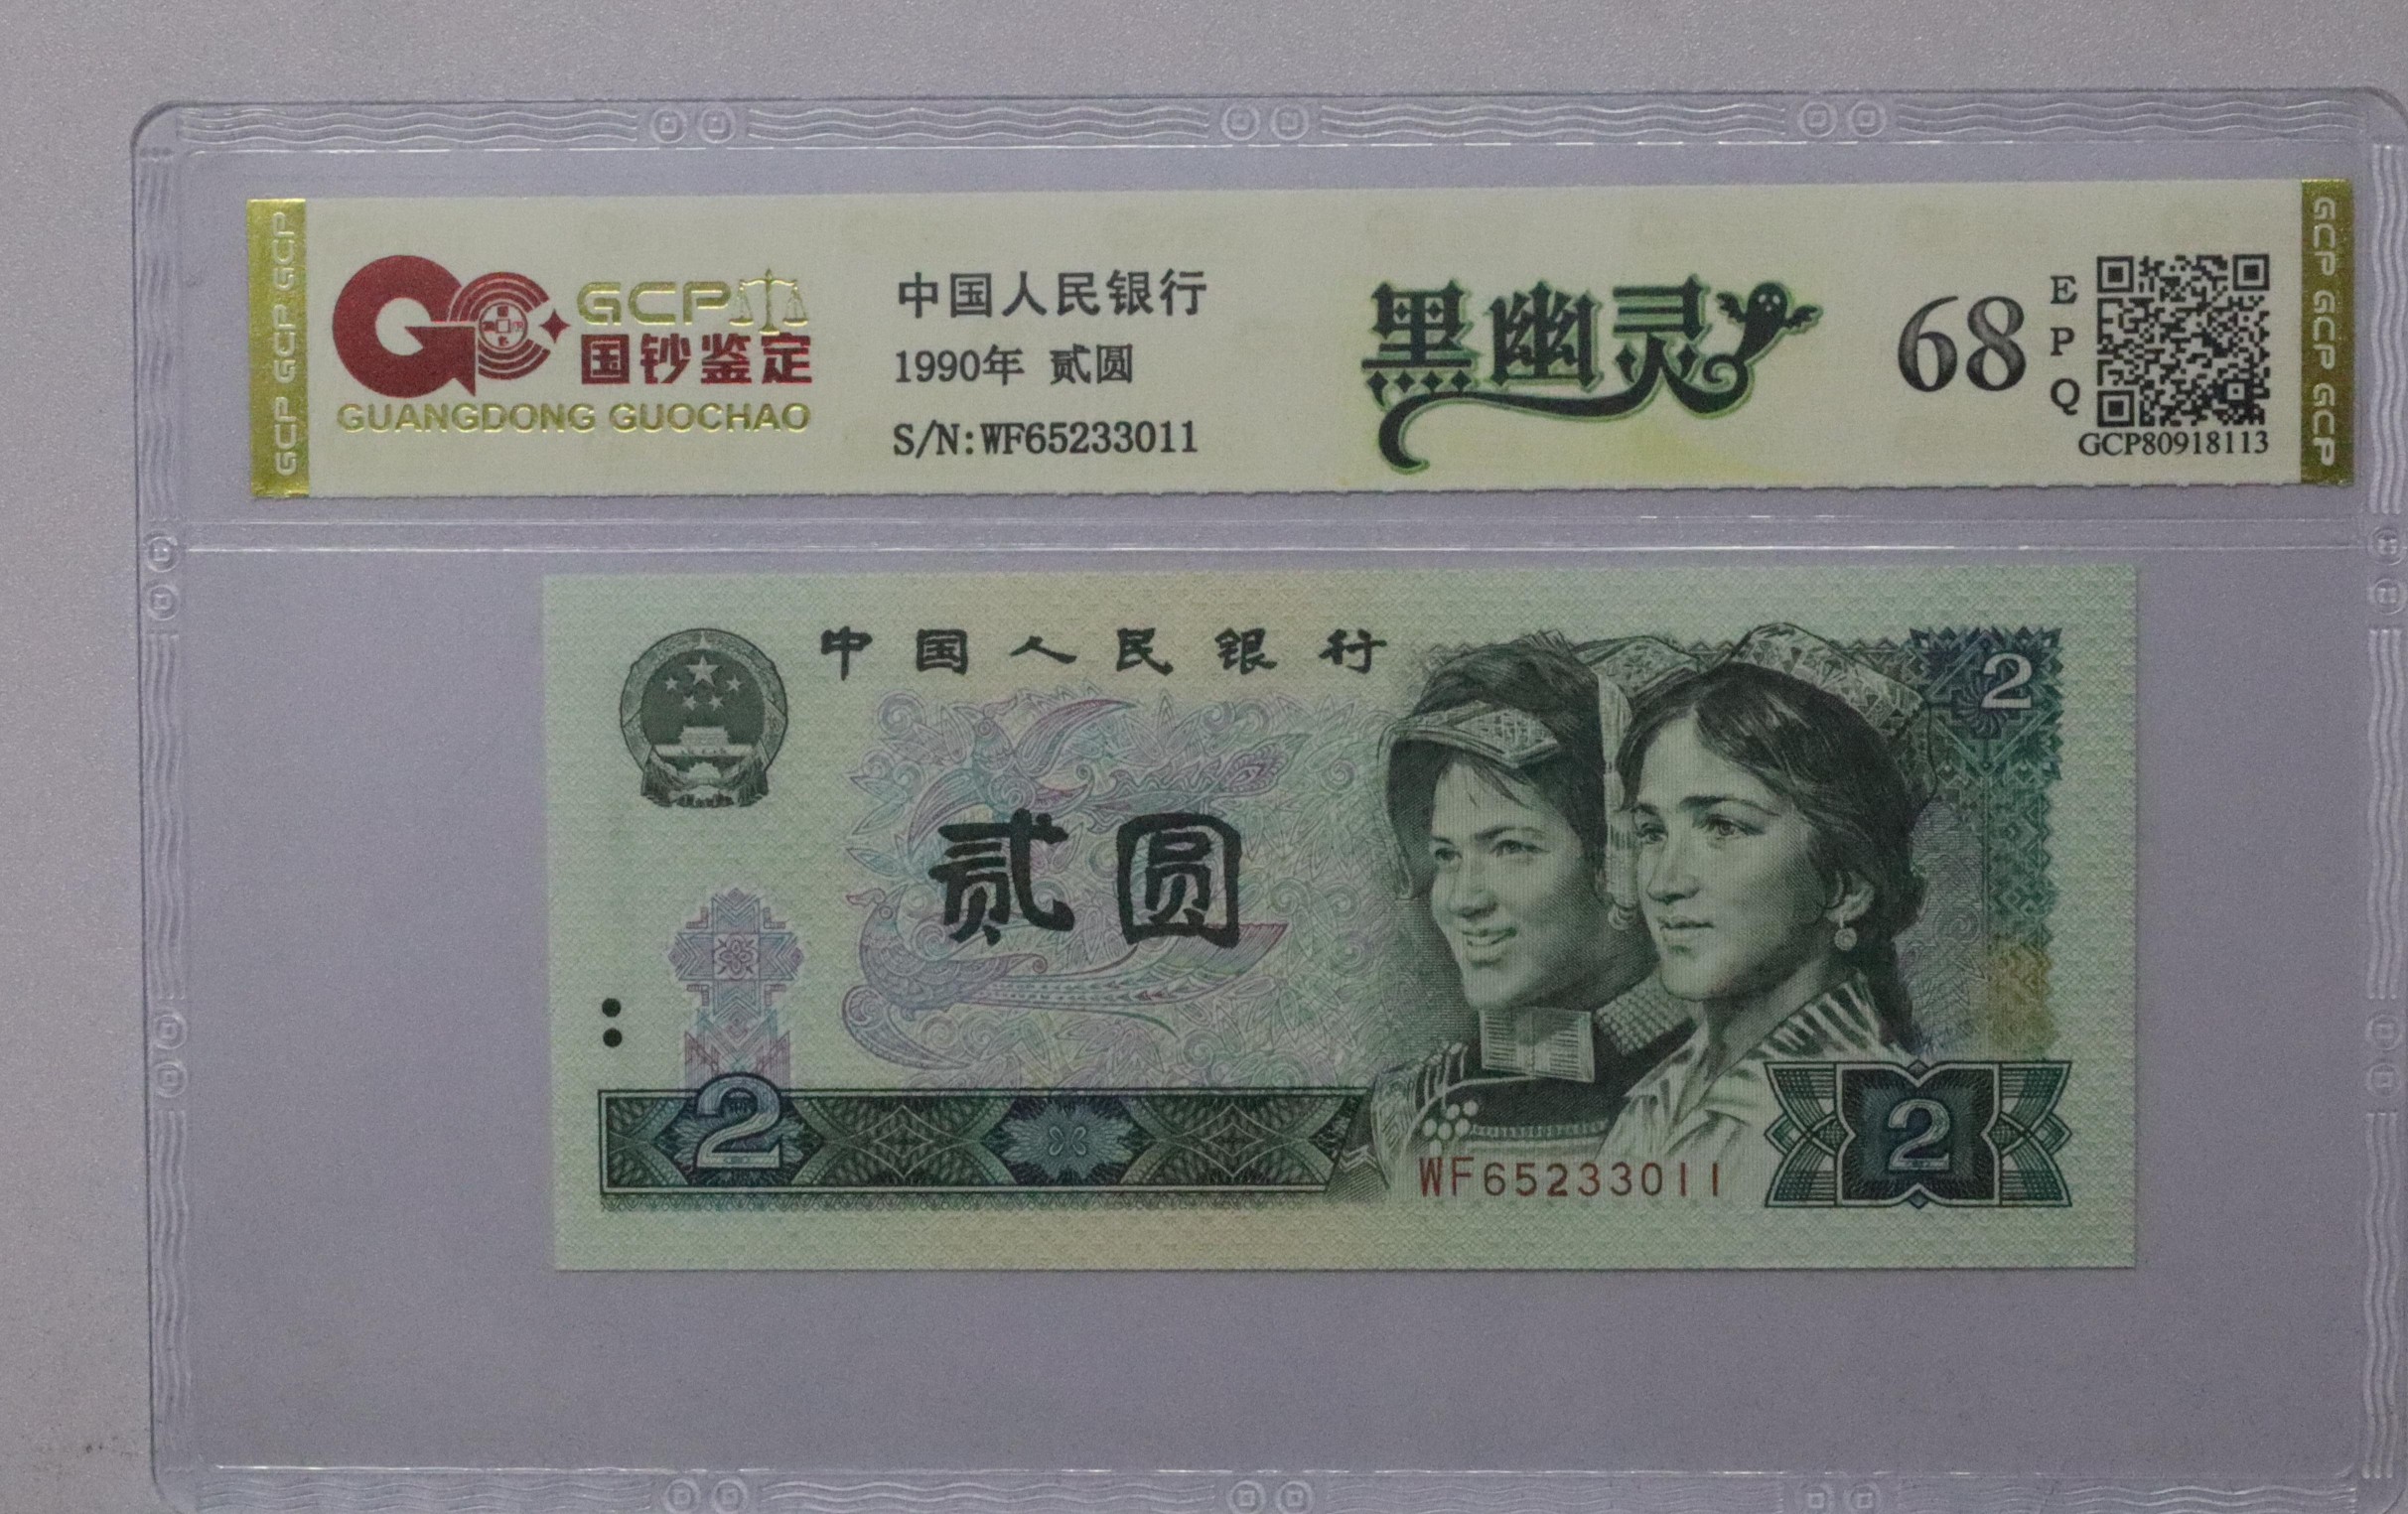 GCP
国钞鉴定
GUANGDONG GUOCHAO
中国人民银行
1990年 贰圆
S/N:WF65233011
黑幽灵
68
EPQ
GCP80918113
GCP GCP GCP
GCP GCP GCP
中国人民银行
2
贰圆
2
WF65233011
2